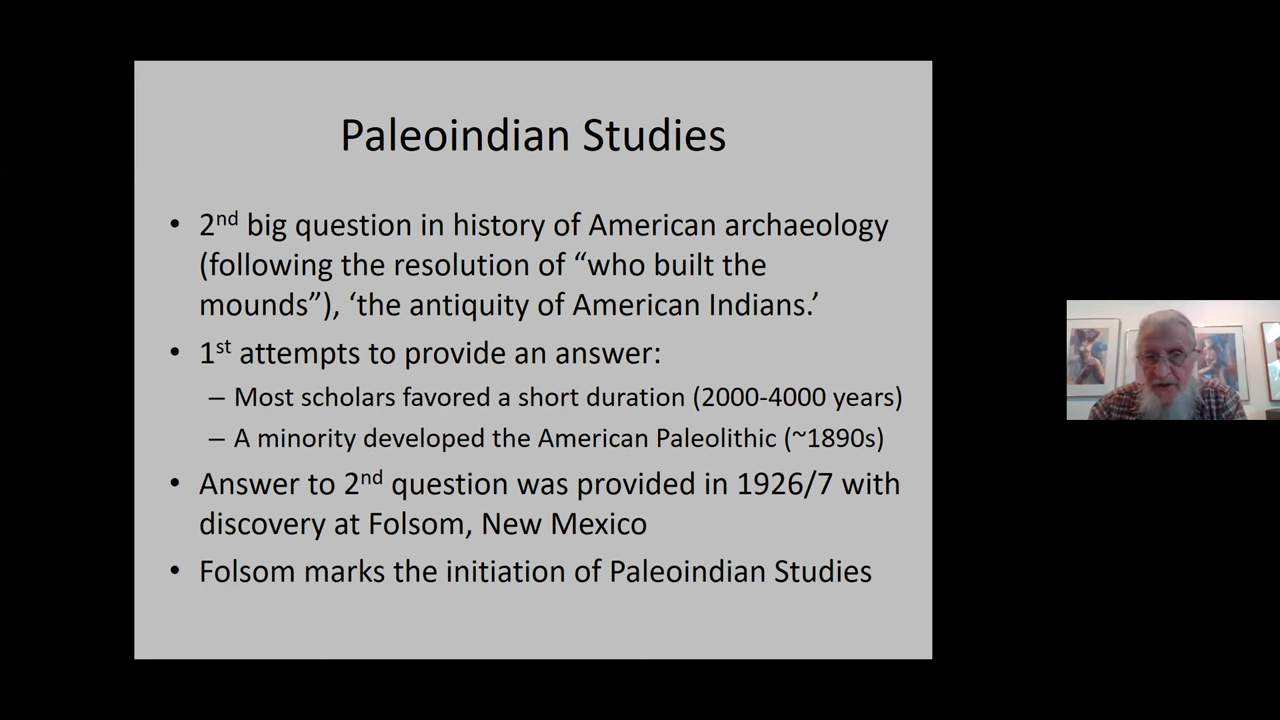 Paleoindian Studies
• 2nd big question in history of American archaeology
(following the resolution of “who built the
mounds”), ‘the antiquity of American Indians.’
• 1st attempts to provide an answer:
– Most scholars favored a short duration (2000-4000 years)
– A minority developed the American Paleolithic (~1890s)
• Answer to 2nd question was provided in 1926/7 with
discovery at Folsom, New Mexico
• Folsom marks the initiation of Paleoindian Studies